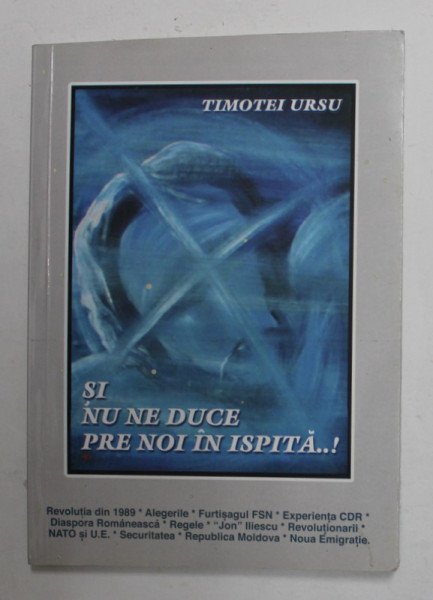 TIMOTEI URSU
ȘI
NU NE DUCE
PRE NOI ÎN ISPITĂ..!
Revoluția din 1989 * Alegerile * Furtișagul FSN * Experiența CDR *
Diaspora Românească * Regele * "Jon" Iliescu * Revoluționarii *
NATO și U.E. * Securitatea * Republica Moldova * Noua Emigrație.